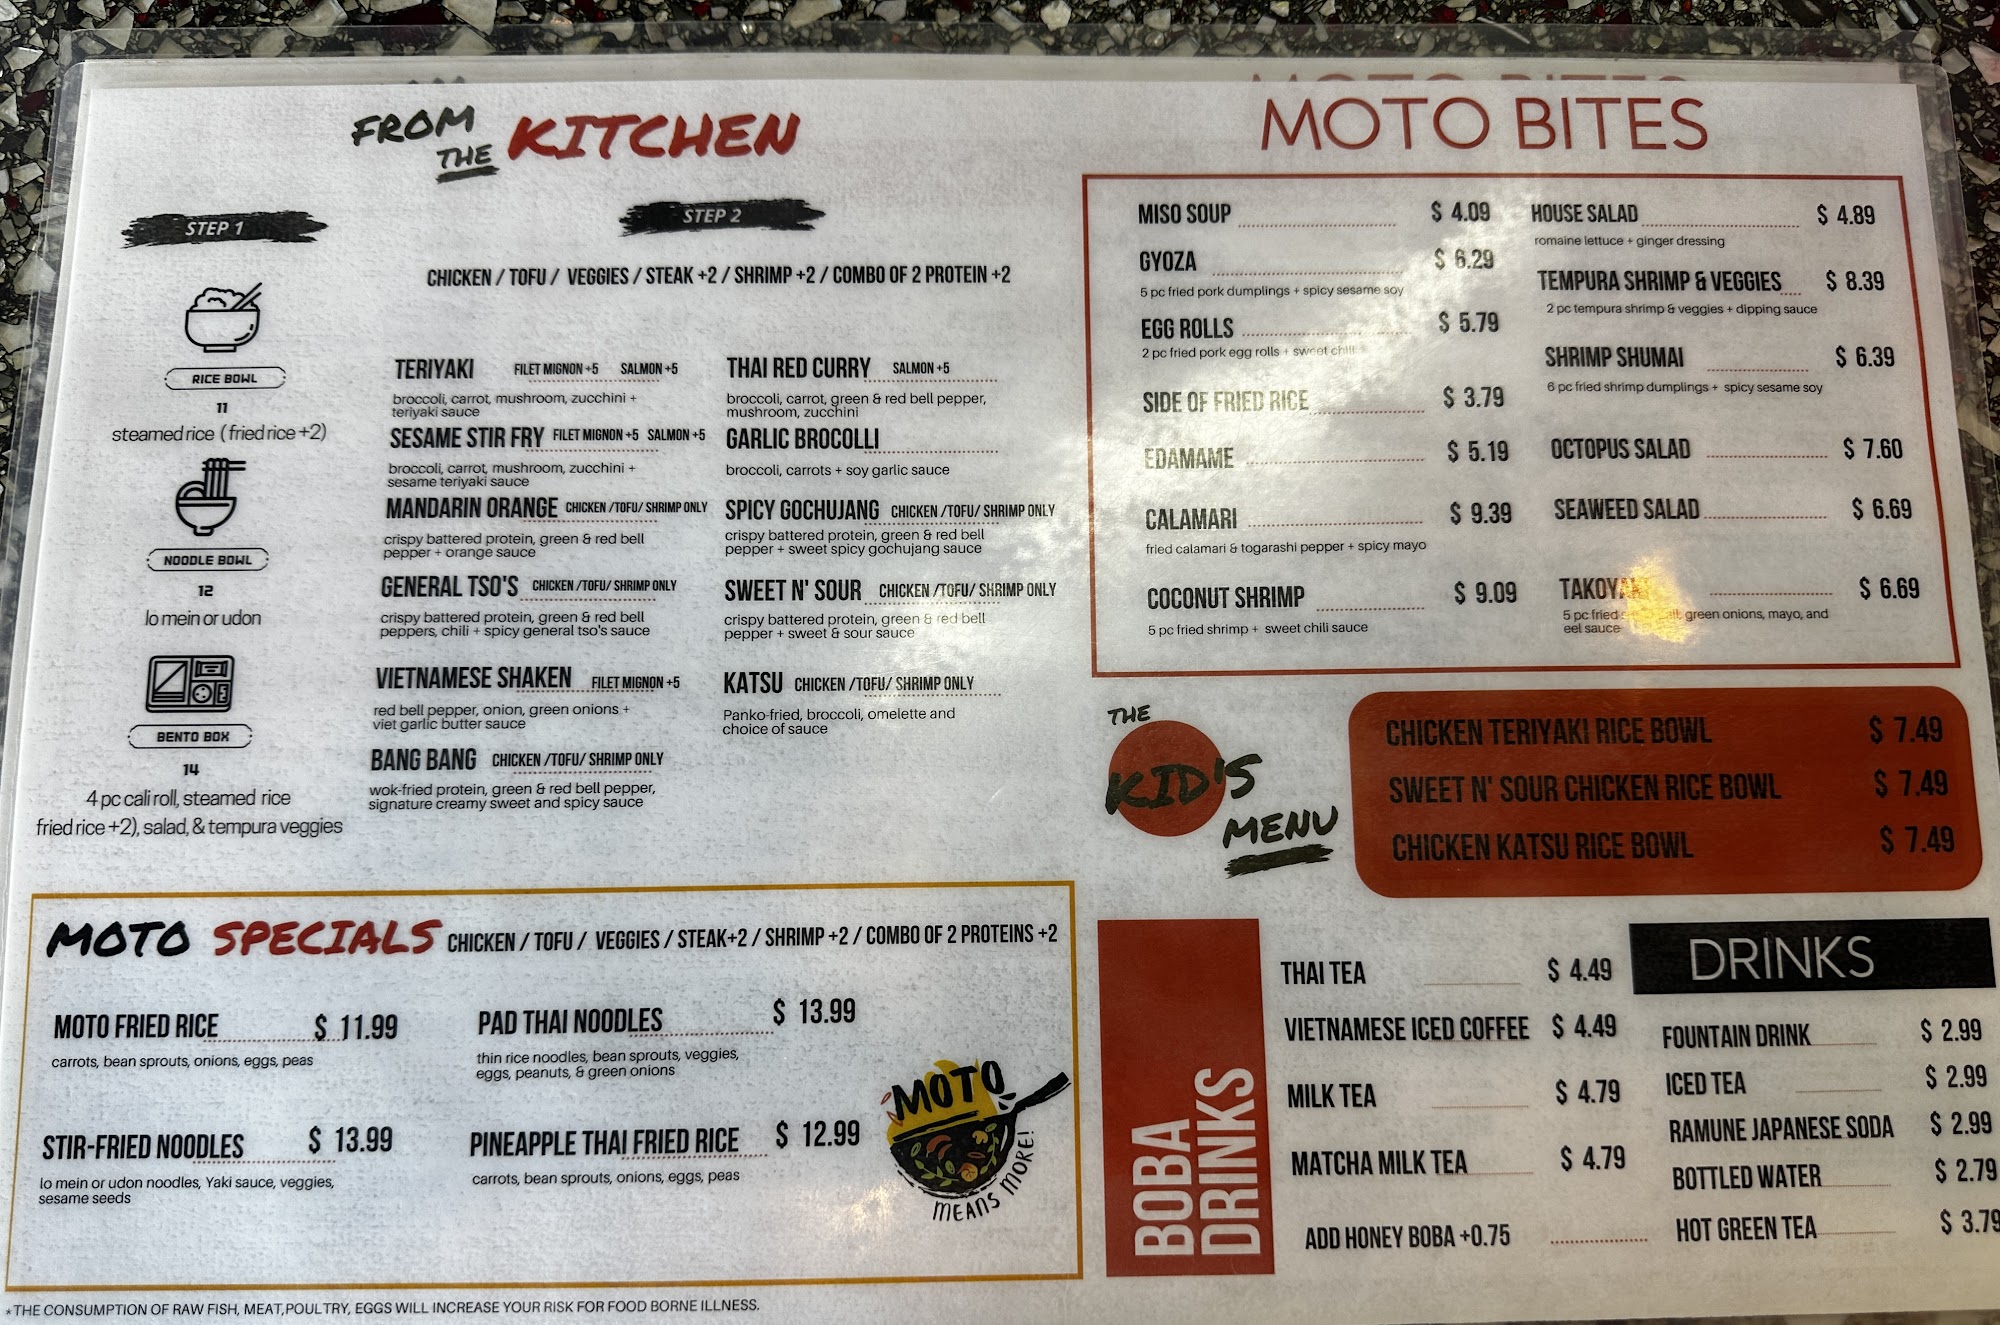 FROM THE KITCHEN
STEP 1
RICE BOWL
11
steamed rice ( fried rice +2)
NOODLE BOWL
12
lo mein or udon
BENTO BOX
14
4 pc cali roll, steamed rice
fried rice +2), salad, & tempura veggies
STEP 2
CHICKEN / TOFU / VEGGIES / STEAK +2 / SHRIMP +2 / COMBO OF 2 PROTEIN +2
TERIYAKI FILET MIGNON +5 SALMON +5
broccoli, carrot, mushroom, zucchini +
teriyaki sauce
SESAME STIR FRY FILET MIGNON +5 SALMON +5
broccoli, carrot, mushroom, zucchini +
sesame teriyaki sauce
MANDARIN ORANGE CHICKEN /TOFU/ SHRIMP ONLY
crispy battered protein, green & red bell
pepper + orange sauce
GENERAL TSO'S CHICKEN /TOFU/ SHRIMP ONLY
crispy battered protein, green & red bell
peppers, chili + spicy general tso's sauce
VIETNAMESE SHAKEN FILET MIGNON +5
red bell pepper, onion, green onions +
viet garlic butter sauce
BANG BANG CHICKEN /TOFU/ SHRIMP ONLY
wok-fried protein, green & red bell pepper,
signature creamy sweet and spicy sauce
THAI RED CURRY SALMON +5
broccoli, carrot, green & red bell pepper,
mushroom, zucchini
GARLIC BROCOLLI
broccoli, carrots + soy garlic sauce
SPICY GOCHUJANG CHICKEN /TOFU/ SHRIMP ONLY
crispy battered protein, green & red bell
pepper + sweet spicy gochujang sauce
SWEET N' SOUR CHICKEN /TOFU/ SHRIMP ONLY
crispy battered protein, green & red bell
pepper + sweet & sour sauce
KATSU CHICKEN /TOFU/ SHRIMP ONLY
Panko-fried, broccoli, omelette and
choice of sauce
MOTO SPECIALS CHICKEN / TOFU / VEGGIES / STEAK+2 / SHRIMP +2 / COMBO OF 2 PROTEINS +2
MOTO FRIED RICE $ 11.99
carrots, bean sprouts, onions, eggs, peas
STIR-FRIED NOODLES $ 13.99
lo mein or udon noodles, Yaki sauce, veggies,
sesame seeds
PAD THAI NOODLES $ 13.99
thin rice noodles, bean sprouts, veggies,
eggs, peanuts, & green onions
PINEAPPLE THAI FRIED RICE $ 12.99
carrots, bean sprouts, onions, eggs, peas
MOTO
MEANS MORE!
*THE CONSUMPTION OF RAW FISH, MEAT,POULTRY, EGGS WILL INCREASE YOUR RISK FOR FOOD BORNE ILLNESS.
MOTO BITES
MISO SOUP $ 4.09
GYOZA $ 6.29
5 pc fried pork dumplings + spicy sesame soy
EGG ROLLS $ 5.79
2 pc fried pork egg rolls + sweet chili
SIDE OF FRIED RICE $ 3.79
EDAMAME $ 5.19
CALAMARI $ 9.39
fried calamari & togarashi pepper + spicy mayo
COCONUT SHRIMP $ 9.09
5 pc fried shrimp + sweet chili sauce
HOUSE SALAD $ 4.89
romaine lettuce + ginger dressing
TEMPURA SHRIMP & VEGGIES $ 8.39
2 pc tempura shrimp & veggies + dipping sauce
SHRIMP SHUMAI $ 6.39
6 pc fried shrimp dumplings + spicy sesame soy
OCTOPUS SALAD $ 7.60
SEAWEED SALAD $ 6.69
TAKOYAKI $ 6.69
5 pc fried green onions, mayo, and
eel sauce
THE KID'S MENU
CHICKEN TERIYAKI RICE BOWL $ 7.49
SWEET N' SOUR CHICKEN RICE BOWL $ 7.49
CHICKEN KATSU RICE BOWL $ 7.49
BOBA DRINKS
THAI TEA $ 4.49
VIETNAMESE ICED COFFEE $ 4.49
MILK TEA $ 4.79
MATCHA MILK TEA $ 4.79
ADD HONEY BOBA +0.75
DRINKS
FOUNTAIN DRINK $ 2.99
ICED TEA $ 2.99
RAMUNE JAPANESE SODA $ 2.99
BOTTLED WATER $ 2.79
HOT GREEN TEA $ 3.79